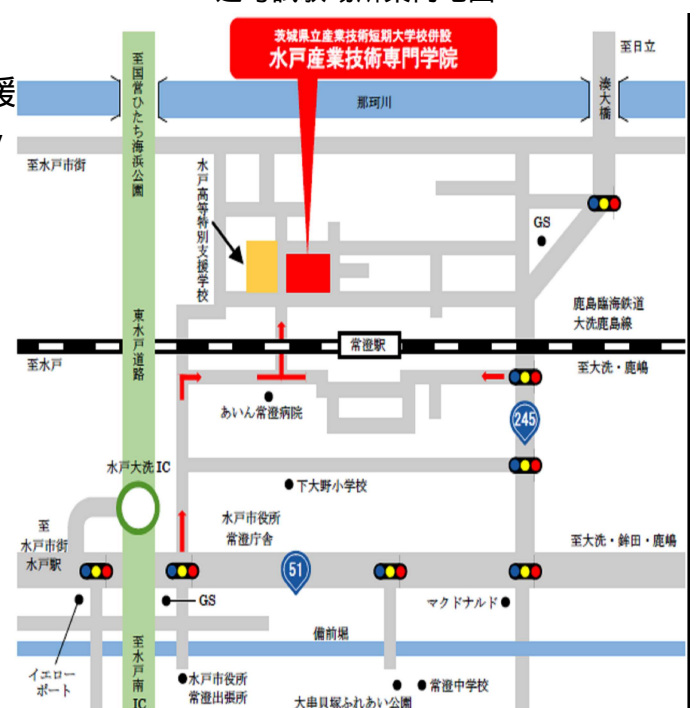 茨城県立産業技術短期大学校併設
水戸産業技術専門学院
至日立
至国営ひたち海浜公園
湊大橋
那珂川
援
至水戸市街
水戸高等特別支援学校
GS
鹿島臨海鉄道
大洗鹿島線
東水戸道路
常澄駅
至水戸
至大洗・鹿嶋
あいん常澄病院
245
水戸大洗IC
下大野小学校
水戸市役所
常澄庁舎
至
水戸市街
水戸駅
至大洗・鉾田・鹿嶋
51
GS
マクドナルド
備前堀
イエロー
ポート
至水戸南IC
水戸市役所
常澄出張所
常澄中学校
大串貝塚ふれあい公園